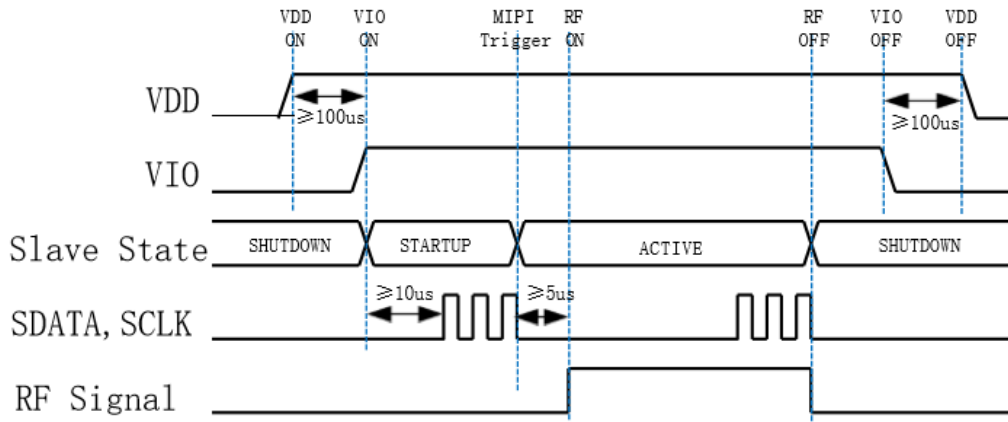 VDD VIO MIPI RF RF VIO VDD
ON ON Trigger ON OFF OFF OFF
VDD
≥100us ≥100us
VIO
Slave State SHUTDOWN STARTUP ACTIVE SHUTDOWN
≥10us ≥5us
SDATA, SCLK
RF Signal